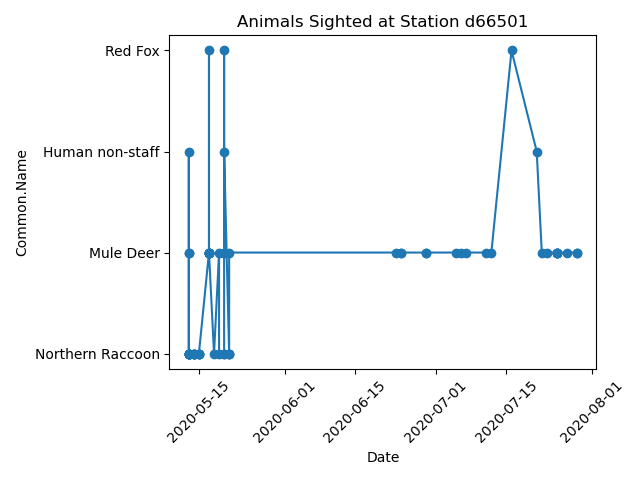 Animals Sighted at Station d66501
Red Fox
Human non-staff
Mule Deer
Northern Raccoon
Common.Name
2020-05-15
2020-06-01
2020-06-15
2020-07-01
2020-07-15
2020-08-01
Date